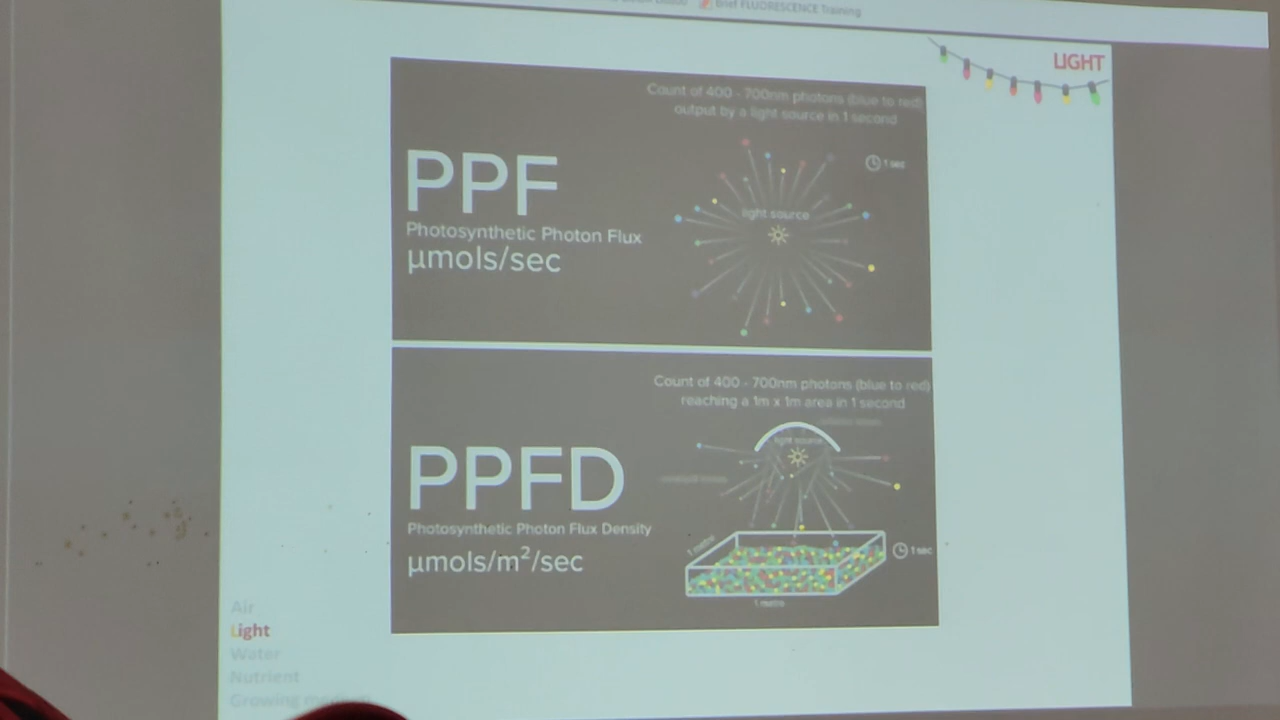 Brief FLUORESCENCE Training
LIGHT
Count of 400 - 700nm photons (blue to red)
output by a light source in 1 second
PPF
Photosynthetic Photon Flux
µmols/sec
1 sec
light source
Count of 400 - 700nm photons (blue to red)
reaching a 1m x 1m area in 1 second
PPFD
Photosynthetic Photon Flux Density
µmols/m²/sec
light source
1 metre
1 sec
1 metre
Air
Light
Water
Nutrient
Growing